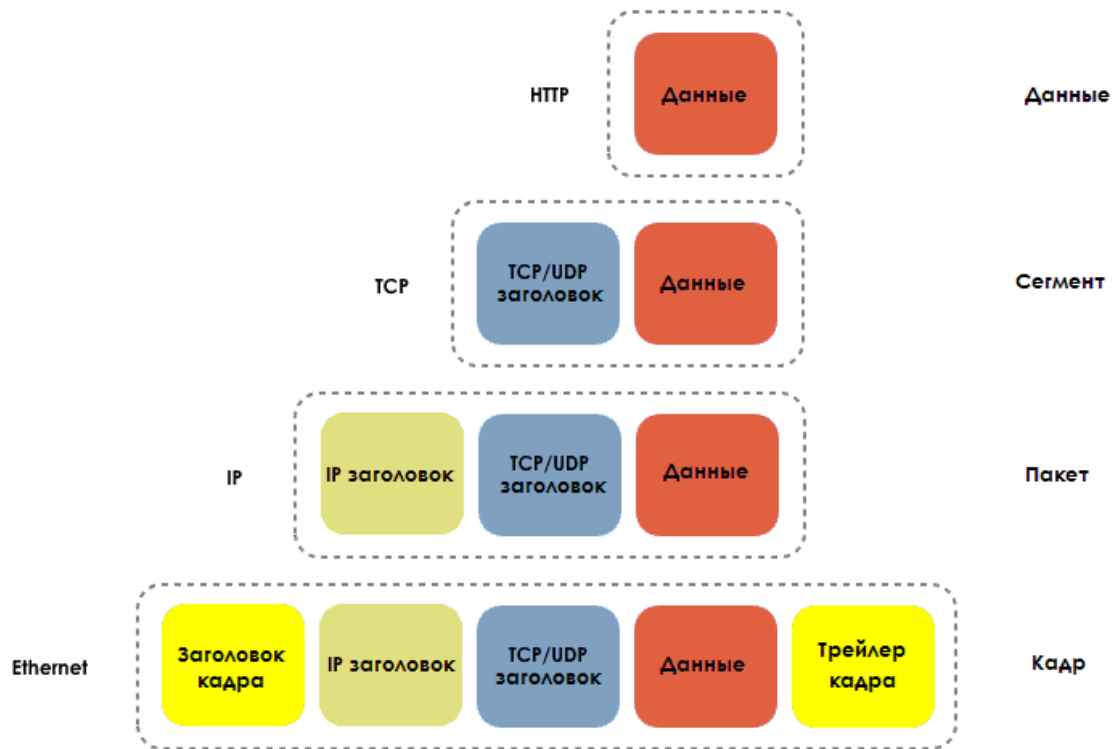 HTTP
Данные
Данные
TCP
TCP/UDP
заголовок
Данные
Сегмент
IP
IP заголовок
TCP/UDP
заголовок
Данные
Пакет
Ethernet
Заголовок
кадра
IP заголовок
TCP/UDP
заголовок
Данные
Трейлер
кадра
Кадр